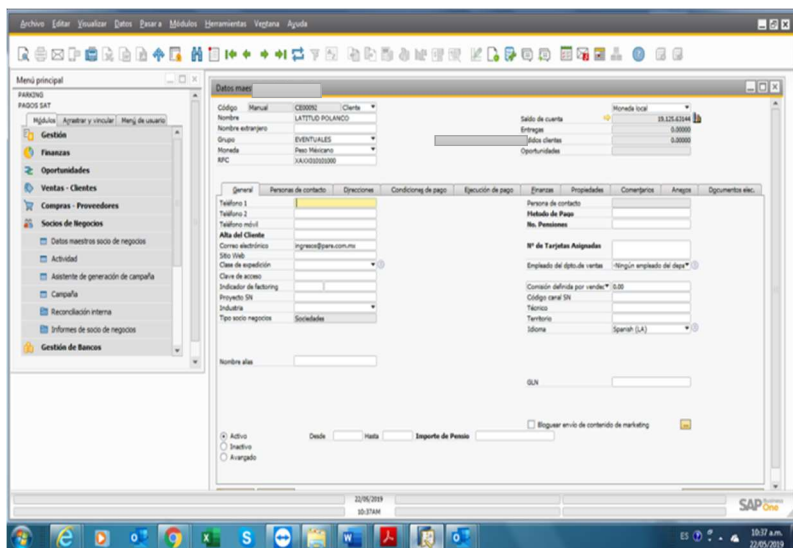 Archivo Editar Visualizar Datos Pasar a Módulos Herramientas Ventana Ayuda
Menú principal
PARKING
PAGOS SAT
Módulos Arrastrar y vincular Menú de usuario
Gestión
Finanzas
Oportunidades
Ventas - Clientes
Compras - Proveedores
Socios de Negocios
Datos maestros socio de negocios
Actividad
Asistente de generación de campaña
Campaña
Reconciliación interna
Informes de socio de negocios
Gestión de Bancos
Datos maes
Código Manual CE00092 Cliente
Nombre LATITUD POLANCO
Nombre extranjero
Grupo EVENTUALES
Moneda Peso Mexicano
RFC XAXX010101000
Moneda local
Saldo de cuenta 19,125.63144
Entregas 0.00000
didos clientes 0.00000
Oportunidades
General Personas de contacto Direcciones Condiciones de pago Ejecución de pago Finanzas Propiedades Comentarios Anexos Documentos elec.
Teléfono 1
Teléfono 2
Teléfono móvil
Alta del Cliente
Correo electrónico ingresos@para.com.mx
Sitio Web
Clase de expedición
Clave de acceso
Indicador de factoring
Proyecto SN
Industria
Tipo socio negocios Sociedades
Nombre alias
Persona de contacto
Metodo de Pago
No. Pensiones
Nº de Tarjetas Asignadas
Empleado del dpto.de ventas -Ningún empleado del depa
Comisión definida por vendec 0.00
Código canal SN
Técnico
Territorio
Idioma Spanish (LA)
GLN
Bloquear envío de contenido de marketing
Activo Desde Hasta Importe de Pensio
Inactivo
Avargado
22/05/2019
10:37AM
SAP Business One
ES 10:37 a.m.
22/05/2019